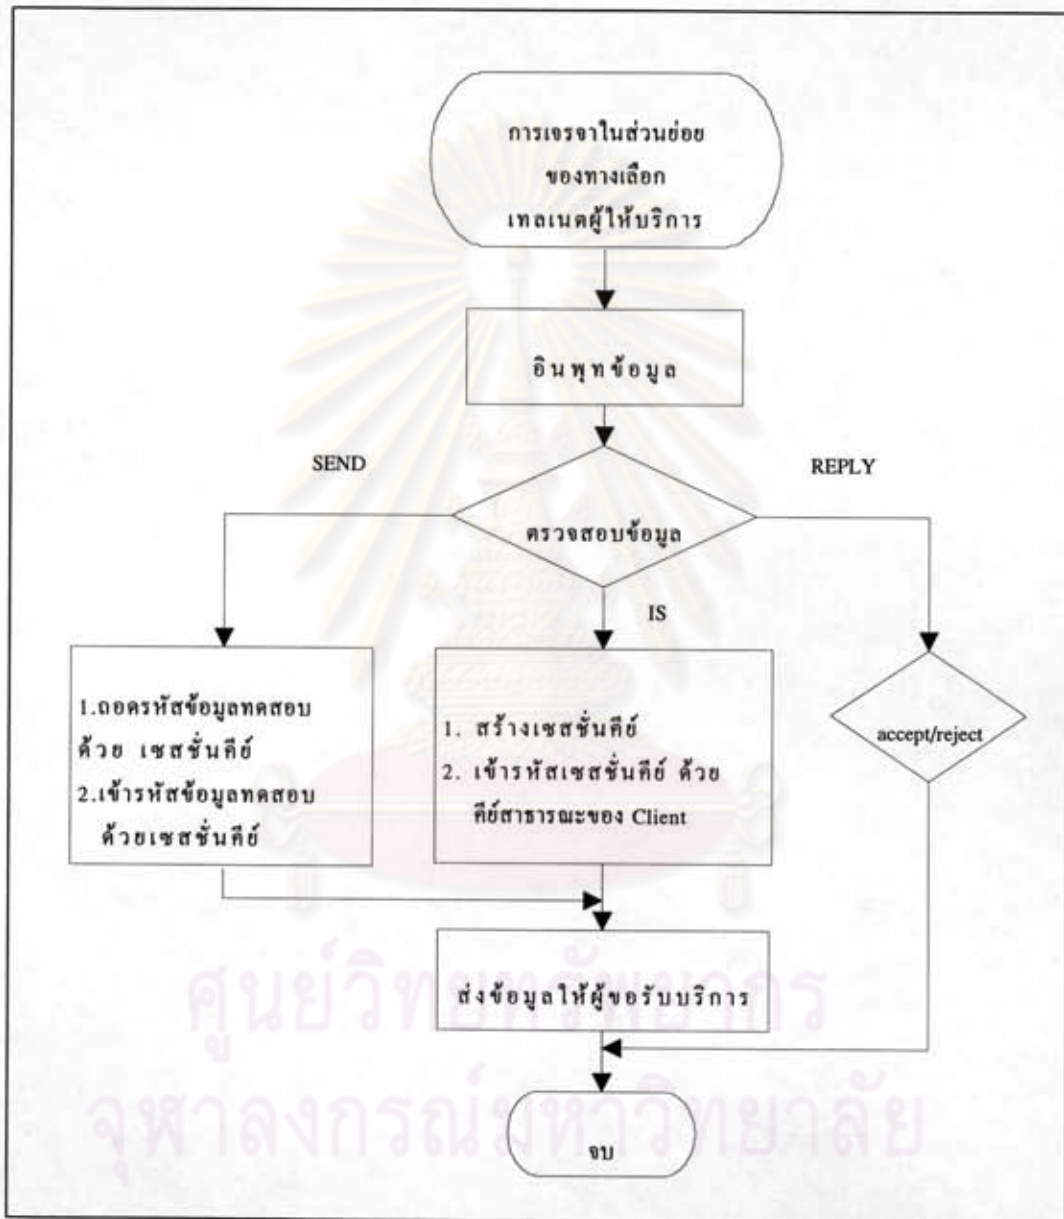 การเจรจาในส่วนย่อย
ของทางเลือก
เทลเนตผู้ให้บริการ
อินพุทข้อมูล
SEND
REPLY
ตรวจสอบข้อมูล
IS
1.ถอดรหัสข้อมูลทดสอบ
ด้วย เซสชั่นคีย์
2.เข้ารหัสข้อมูลทดสอบ
ด้วยเซสชั่นคีย์
1. สร้างเซสชั่นคีย์
2. เข้ารหัสเซสชั่นคีย์ ด้วย
คีย์สาธารณะของ Client
accept/reject
ส่งข้อมูลให้ผู้ขอรับบริการ
จบ
ศูนย์วิทยทรัพยากร
จุฬาลงกรณ์มหาวิทยาลัย